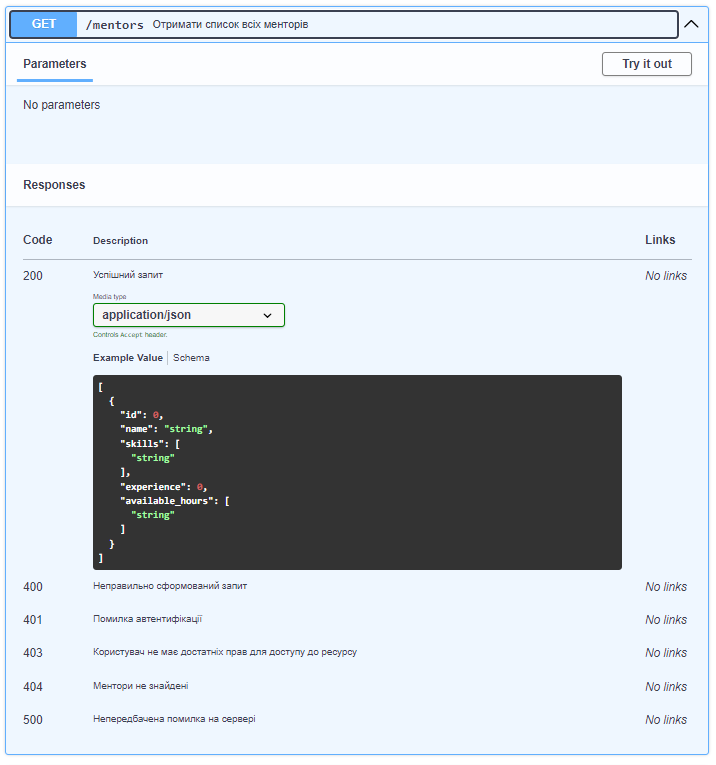 GET /mentors Отримати список всіх менторів
Parameters Try it out
No parameters
Responses
Code Description Links
200 Успішний запит No links
Media type
application/json
Controls Accept header.
Example Value Schema
[
  {
    "id": 0,
    "name": "string",
    "skills": [
      "string"
    ],
    "experience": 0,
    "available_hours": [
      "string"
    ]
  }
]
400 Неправильно сформований запит No links
401 Помилка автентифікації No links
403 Користувач не має достатніх прав для доступу до ресурсу No links
404 Ментори не знайдені No links
500 Непередбачена помилка на сервері No links